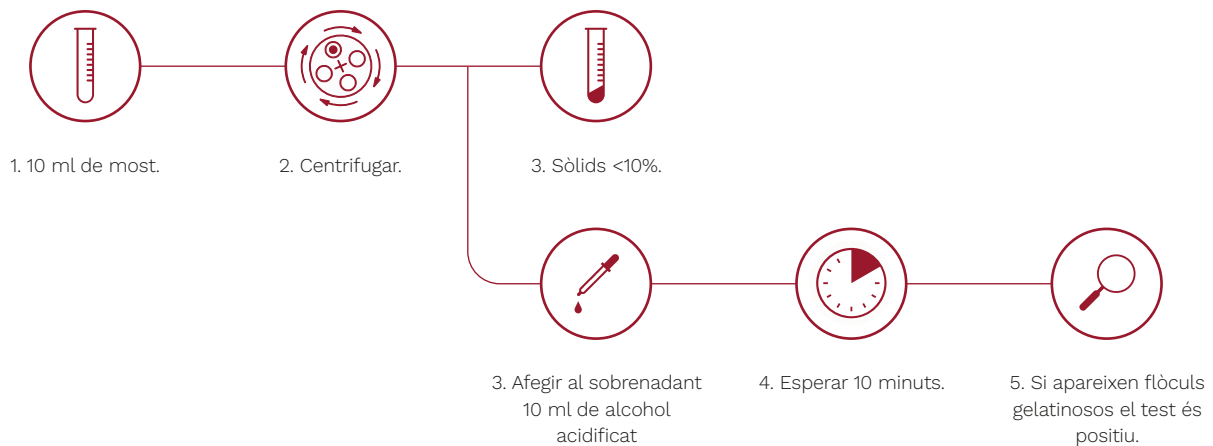 1. 10 ml de most.
2. Centrifugar.
3. Sòlids <10%.
3. Afegir al sobrenadant
10 ml de alcohol
acidificat
4. Esperar 10 minuts.
5. Si apareixen flòculs
gelatinosos el test és
positiu.